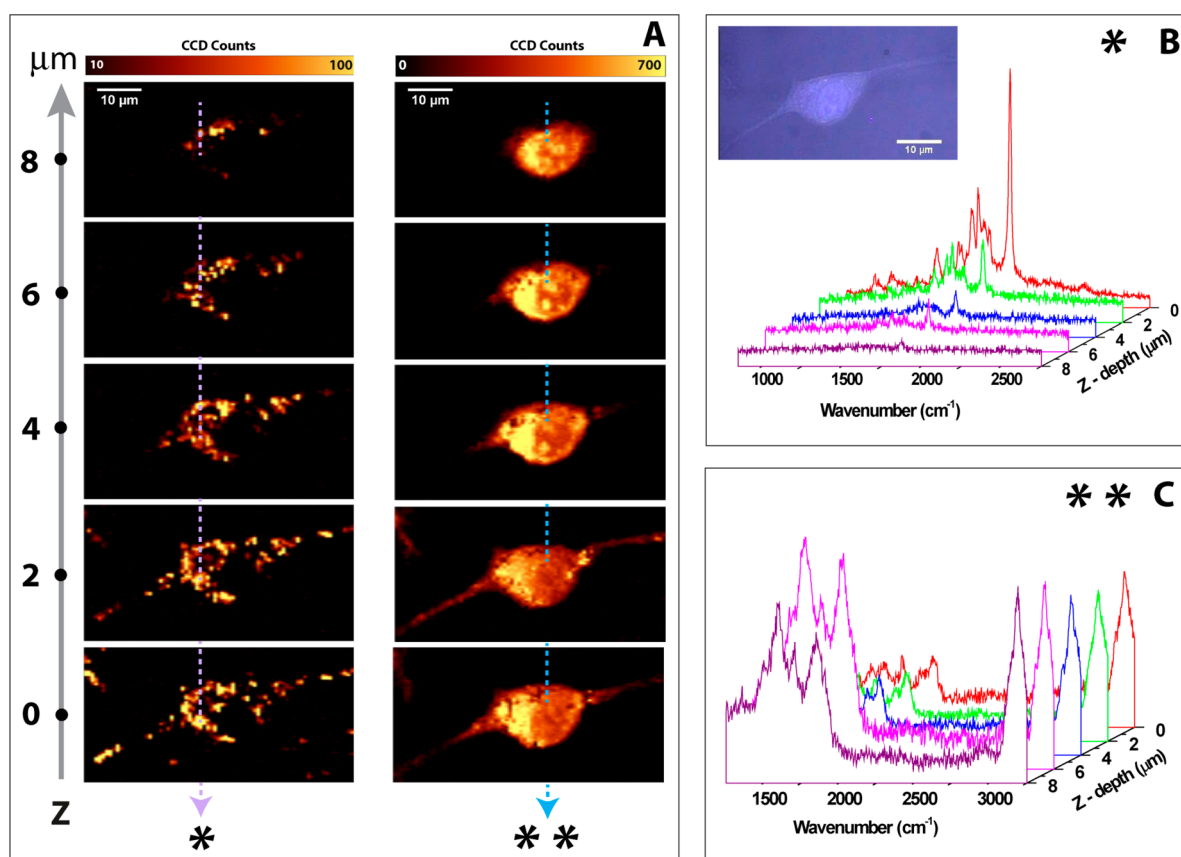 A
CCD Counts
CCD Counts
μm
10 100
0 700
10 μm
10 μm
8
6
4
2
0
Z
*
* *
* B
10 μm
0
2
4
6
8
Z - depth (μm)
1000 1500 2000 2500
Wavenumber (cm-1)
* * C
0
2
4
6
8
Z - depth (μm)
1500 2000 2500 3000
Wavenumber (cm-1)